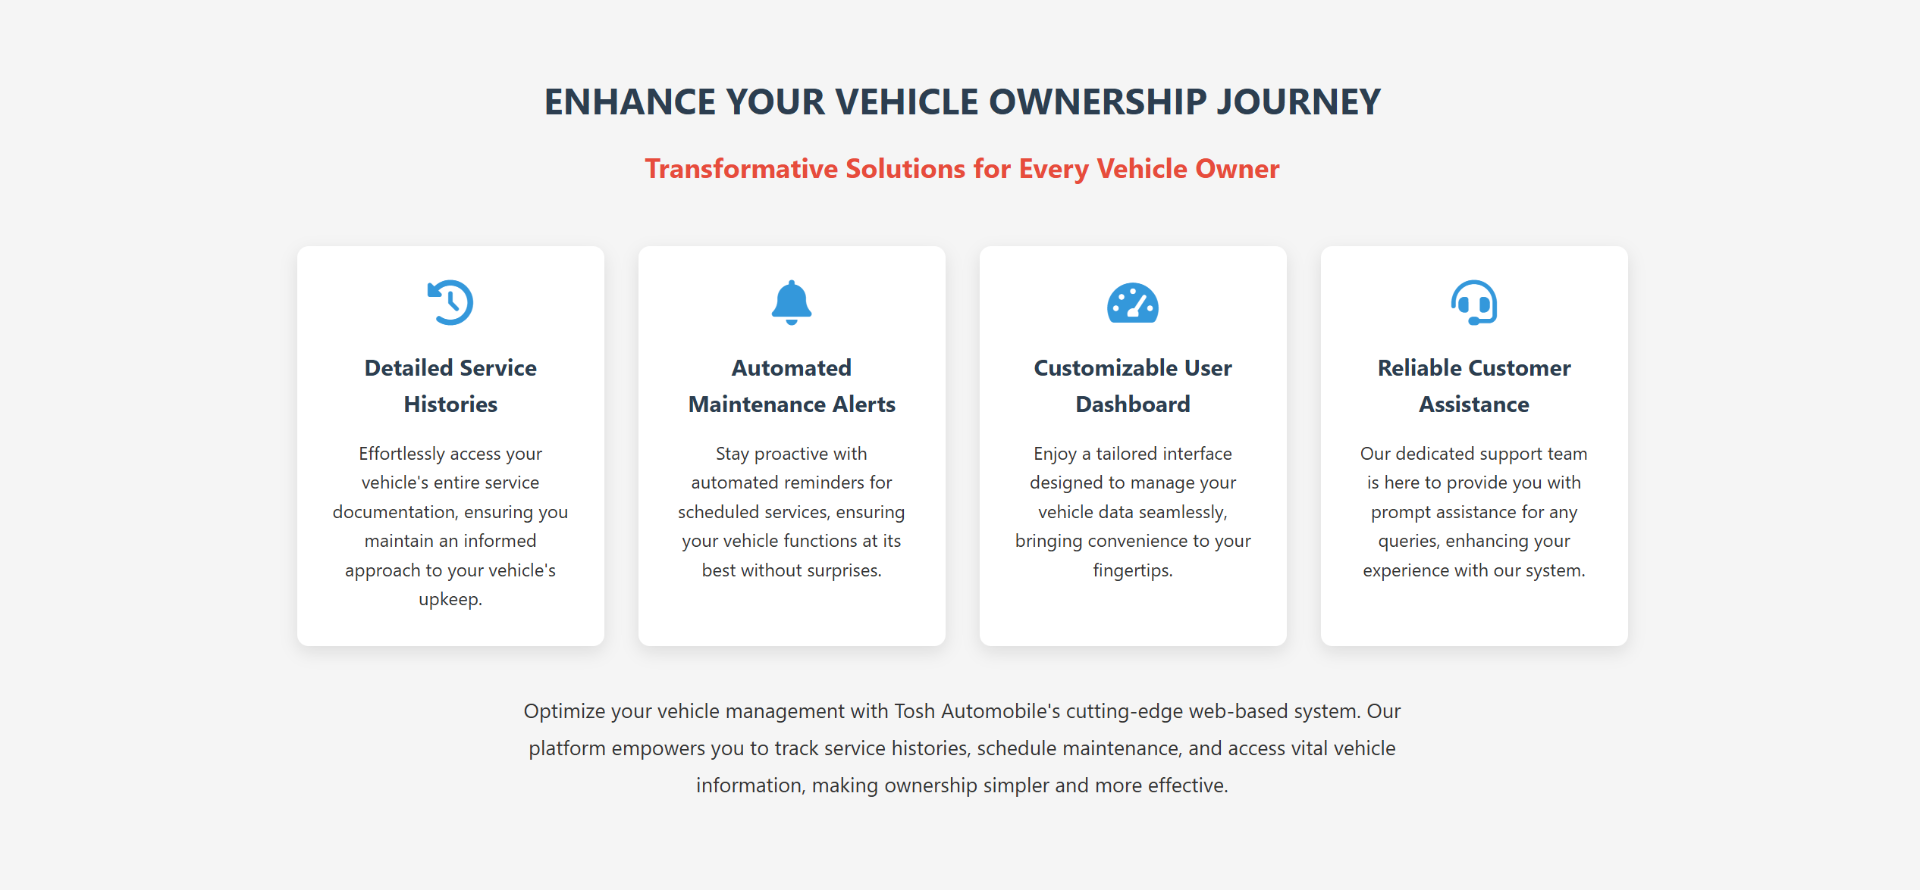 ENHANCE YOUR VEHICLE OWNERSHIP JOURNEY
Transformative Solutions for Every Vehicle Owner
Detailed Service
Histories
Effortlessly access your
vehicle's entire service
documentation, ensuring you
maintain an informed
approach to your vehicle's
upkeep.
Automated
Maintenance Alerts
Stay proactive with
automated reminders for
scheduled services, ensuring
your vehicle functions at its
best without surprises.
Customizable User
Dashboard
Enjoy a tailored interface
designed to manage your
vehicle data seamlessly,
bringing convenience to your
fingertips.
Reliable Customer
Assistance
Our dedicated support team
is here to provide you with
prompt assistance for any
queries, enhancing your
experience with our system.
Optimize your vehicle management with Tosh Automobile's cutting-edge web-based system. Our
platform empowers you to track service histories, schedule maintenance, and access vital vehicle
information, making ownership simpler and more effective.